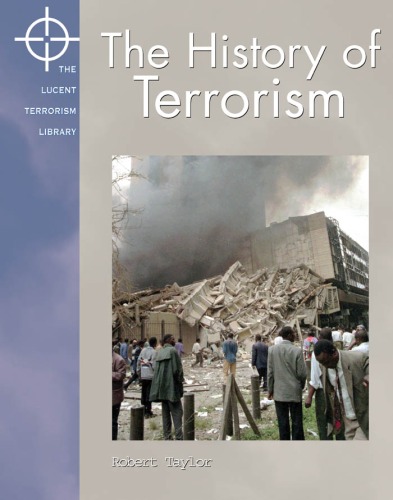 The History of
Terrorism
THE
LUCENT
TERRORISM
LIBRARY
Robert Taylor